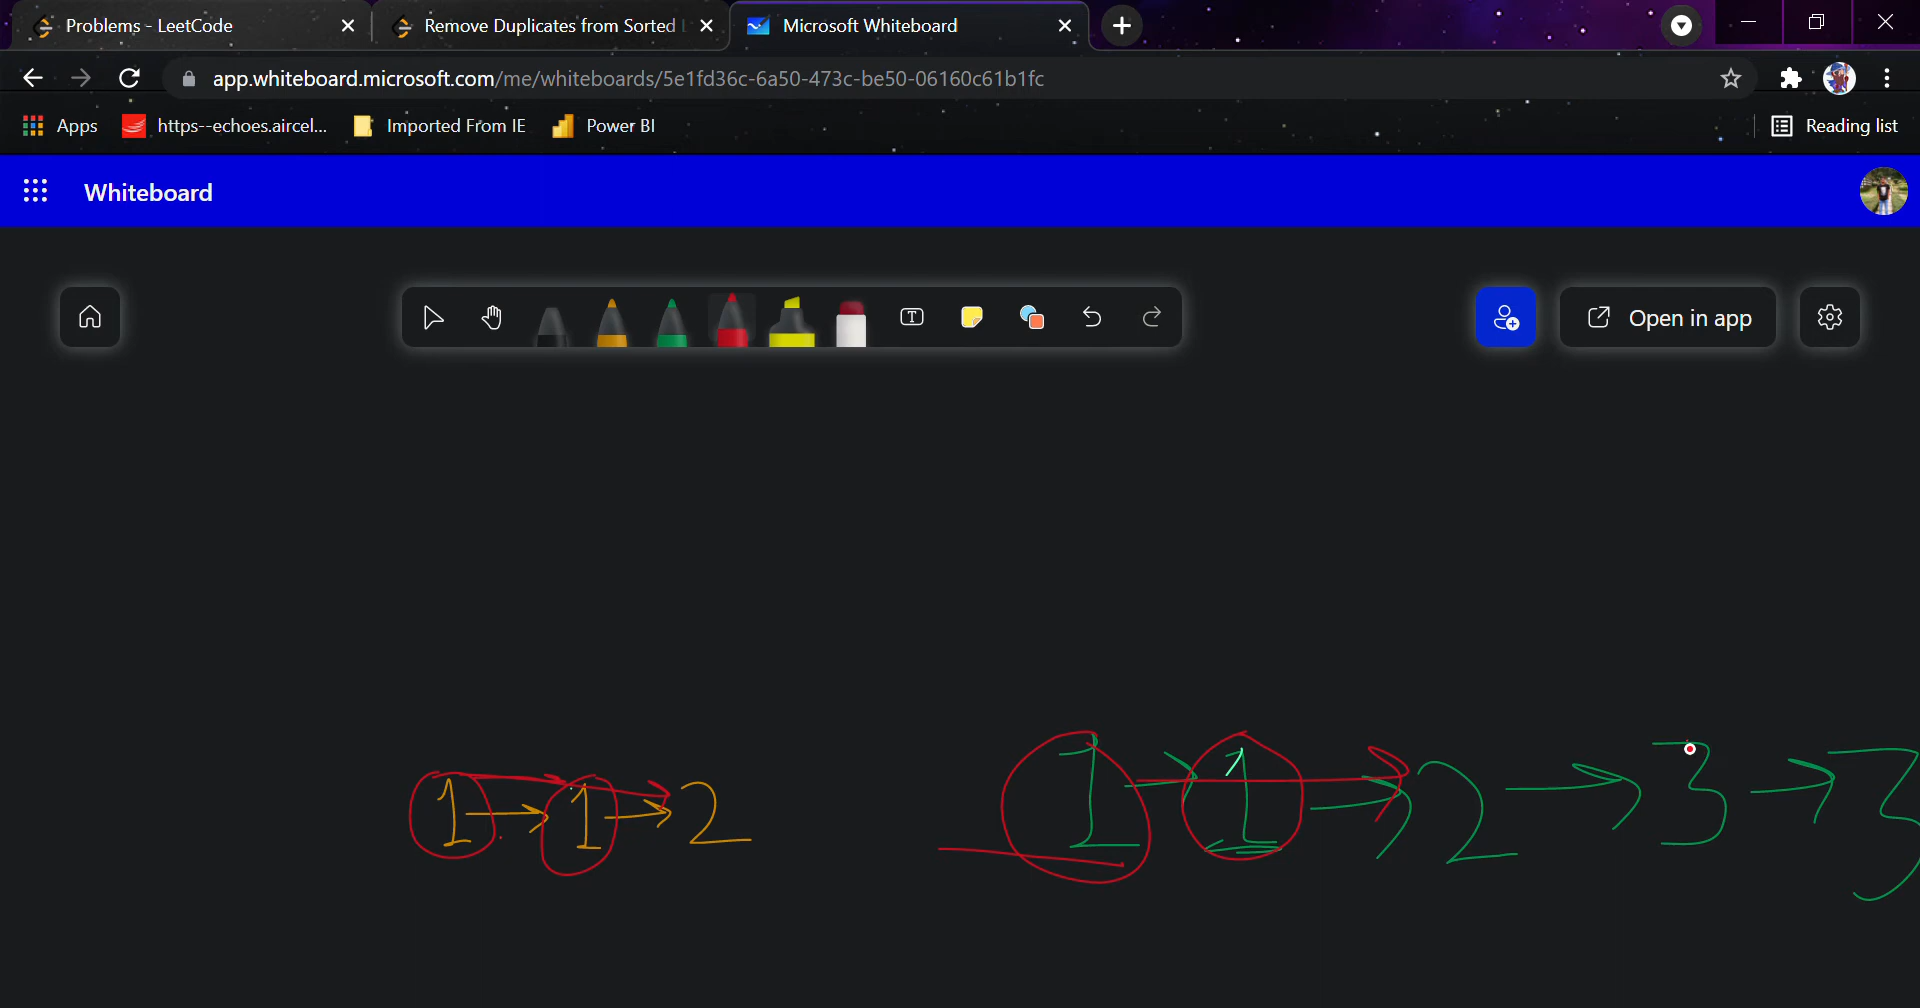 Problems - LeetCode
Remove Duplicates from Sorted L
Microsoft Whiteboard
app.whiteboard.microsoft.com/me/whiteboards/5e1fd36c-6a50-473c-be50-06160c61b1fc
Apps
https--echoes.aircel...
Imported From IE
Power BI
Reading list
Whiteboard
T
Open in app
1 → 1 → 2
1 → 1 → 2 → 3 → 3